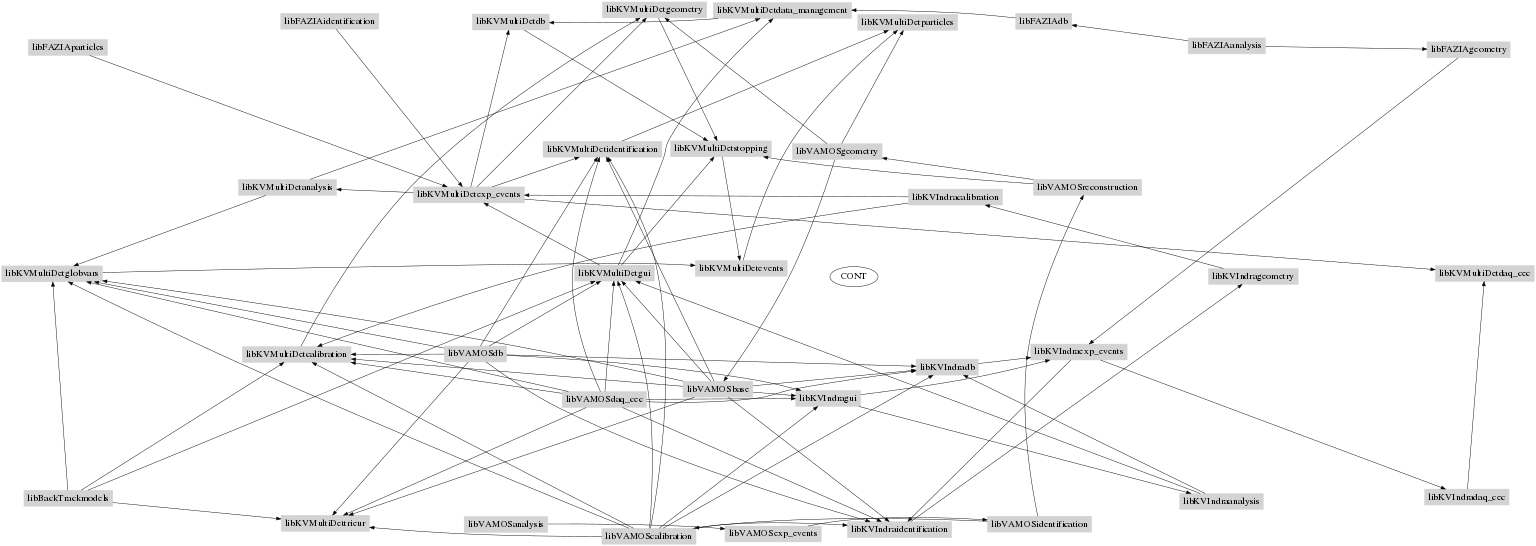 libKVMultiDetgeometry
libKVMultiDetdata_management
libFAZIAidentification
libKVMultiDetdb
libKVMultiDetparticles
libFAZIAdb
libFAZIAparticles
libFAZIAanalysis
libFAZIAgeometry
libKVMultiDetidentification
libKVMultiDetstopping
libVAMOSgeometry
libKVMultiDetanalysis
libKVMultiDetexp_events
libKVIndracalibration
libVAMOSreconstruction
libKVMultiDetglobvars
libKVMultiDetgui
libKVMultiDetevents
CONT
libKVIndrageometry
libKVMultiDetdaq_cec
libKVMultiDetcalibration
libVAMOSdb
libKVIndradb
libKVIndraexp_events
libVAMOSdaq_cec
libVAMOSbase
libKVIndragui
libBackTrackmodels
libKVMultiDettrieur
libVAMOSanalysis
libVAMOScalibration
libVAMOSexp_events
libKVIndraidentification
libVAMOSidentification
libKVIndraanalysis
libKVIndradaq_cec